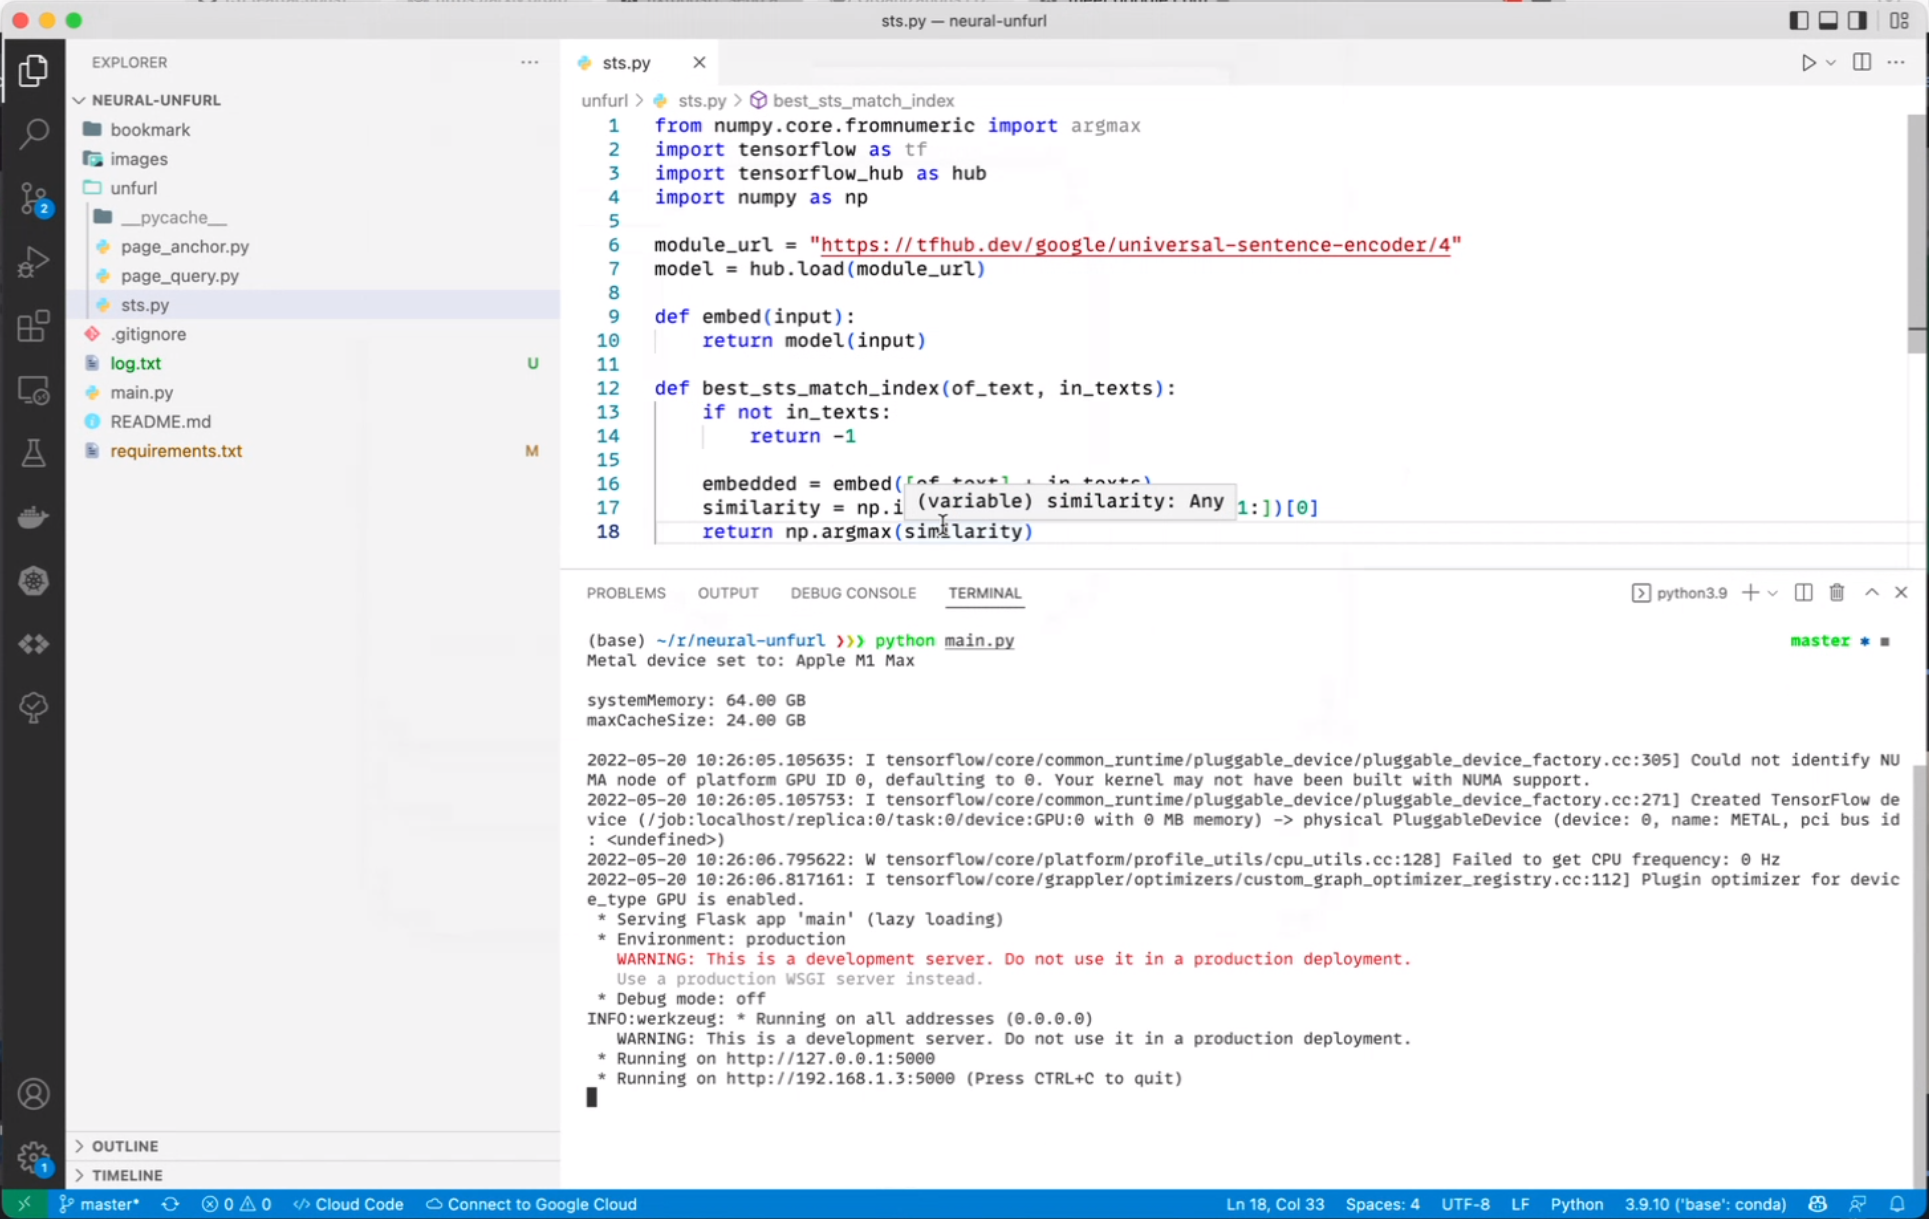 sts.py — neural-unfurl
EXPLORER
NEURAL-UNFURL
bookmark
images
unfurl
__pycache__
page_anchor.py
page_query.py
sts.py
.gitignore
log.txt U
main.py
README.md
requirements.txt M
OUTLINE
TIMELINE
2
1
sts.py
unfurl > sts.py > best_sts_match_index
1 from numpy.core.fromnumeric import argmax
2 import tensorflow as tf
3 import tensorflow_hub as hub
4 import numpy as np
5
6 module_url = "https://tfhub.dev/google/universal-sentence-encoder/4"
7 model = hub.load(module_url)
8
9 def embed(input):
10 return model(input)
11
12 def best_sts_match_index(of_text, in_texts):
13 if not in_texts:
14 return -1
15
16 embedded = embed([of_text] + in_texts)
(variable) similarity: Any
17 similarity = np.i 1:])[0]
18 return np.argmax(similarity)
PROBLEMS OUTPUT DEBUG CONSOLE TERMINAL python3.9
(base) ~/r/neural-unfurl ❯❯❯ python main.py master * ■
Metal device set to: Apple M1 Max
systemMemory: 64.00 GB
maxCacheSize: 24.00 GB
2022-05-20 10:26:05.105635: I tensorflow/core/common_runtime/pluggable_device/pluggable_device_factory.cc:305] Could not identify NU
MA node of platform GPU ID 0, defaulting to 0. Your kernel may not have been built with NUMA support.
2022-05-20 10:26:05.105753: I tensorflow/core/common_runtime/pluggable_device/pluggable_device_factory.cc:271] Created TensorFlow de
vice (/job:localhost/replica:0/task:0/device:GPU:0 with 0 MB memory) -> physical PluggableDevice (device: 0, name: METAL, pci bus id
: <undefined>)
2022-05-20 10:26:06.795622: W tensorflow/core/platform/profile_utils/cpu_utils.cc:128] Failed to get CPU frequency: 0 Hz
2022-05-20 10:26:06.817161: I tensorflow/core/grappler/optimizers/custom_graph_optimizer_registry.cc:112] Plugin optimizer for devic
e_type GPU is enabled.
* Serving Flask app 'main' (lazy loading)
* Environment: production
WARNING: This is a development server. Do not use it in a production deployment.
Use a production WSGI server instead.
* Debug mode: off
INFO:werkzeug: * Running on all addresses (0.0.0.0)
WARNING: This is a development server. Do not use it in a production deployment.
* Running on http://127.0.0.1:5000
* Running on http://192.168.1.3:5000 (Press CTRL+C to quit)
master* 0 0 Cloud Code Connect to Google Cloud Ln 18, Col 33 Spaces: 4 UTF-8 LF Python 3.9.10 ('base': conda)